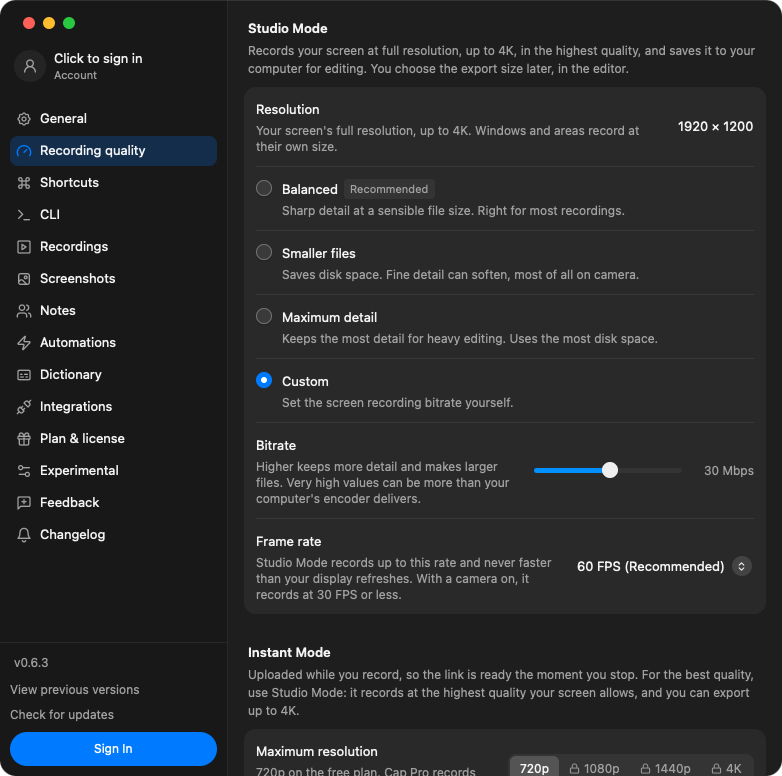 Click to sign in
Account
General
Recording quality
Shortcuts
CLI
Recordings
Screenshots
Notes
Automations
Dictionary
Integrations
Plan & license
Experimental
Feedback
Changelog
v0.6.3
View previous versions
Check for updates
Sign In
Studio Mode
Records your screen at full resolution, up to 4K, in the highest quality, and saves it to your
computer for editing. You choose the export size later, in the editor.
Resolution
Your screen's full resolution, up to 4K. Windows and areas record at
their own size.
1920 × 1200
Balanced Recommended
Sharp detail at a sensible file size. Right for most recordings.
Smaller files
Saves disk space. Fine detail can soften, most of all on camera.
Maximum detail
Keeps the most detail for heavy editing. Uses the most disk space.
Custom
Set the screen recording bitrate yourself.
Bitrate
Higher keeps more detail and makes larger
files. Very high values can be more than your
computer's encoder delivers.
30 Mbps
Frame rate
Studio Mode records up to this rate and never faster
than your display refreshes. With a camera on, it
records at 30 FPS or less.
60 FPS (Recommended)
Instant Mode
Uploaded while you record, so the link is ready the moment you stop. For the best quality,
use Studio Mode: it records at the highest quality your screen allows, and you can export
up to 4K.
Maximum resolution
720p on the free plan. Cap Pro records
720p 1080p 1440p 4K